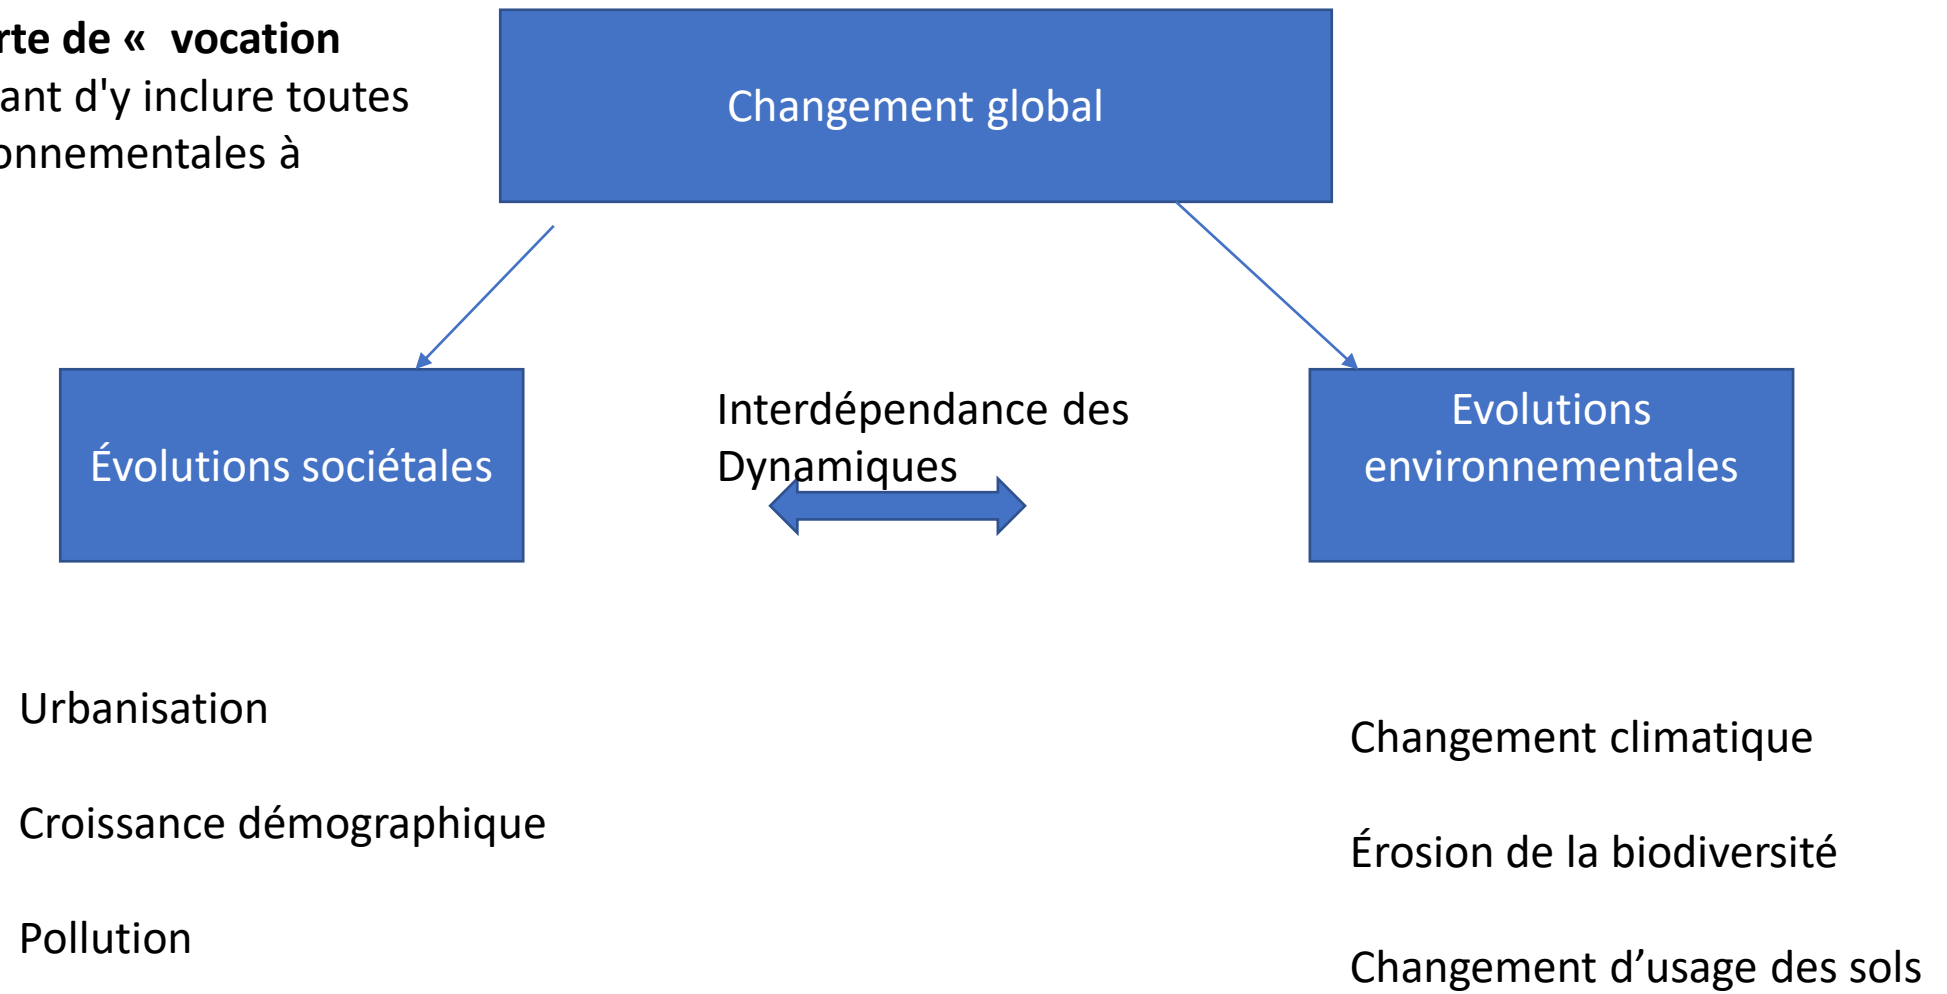 rte de « vocation
ant d'y inclure toutes
onnementales à
Changement global
Évolutions sociétales
Interdépendance des
Dynamiques
Evolutions
environnementales
Urbanisation
Croissance démographique
Pollution
Changement climatique
Érosion de la biodiversité
Changement d’usage des sols